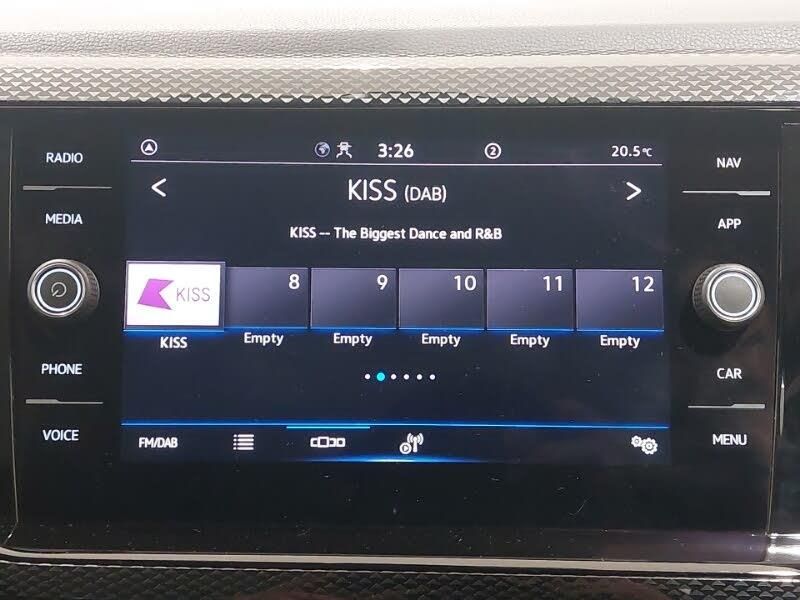 RADIO
MEDIA
PHONE
VOICE
3:26
2
20.5°C
< KISS (DAB) >
KISS -- The Biggest Dance and R&B
KISS 8 9 10 11 12
KISS Empty Empty Empty Empty Empty
FM/DAB
NAV
APP
CAR
MENU